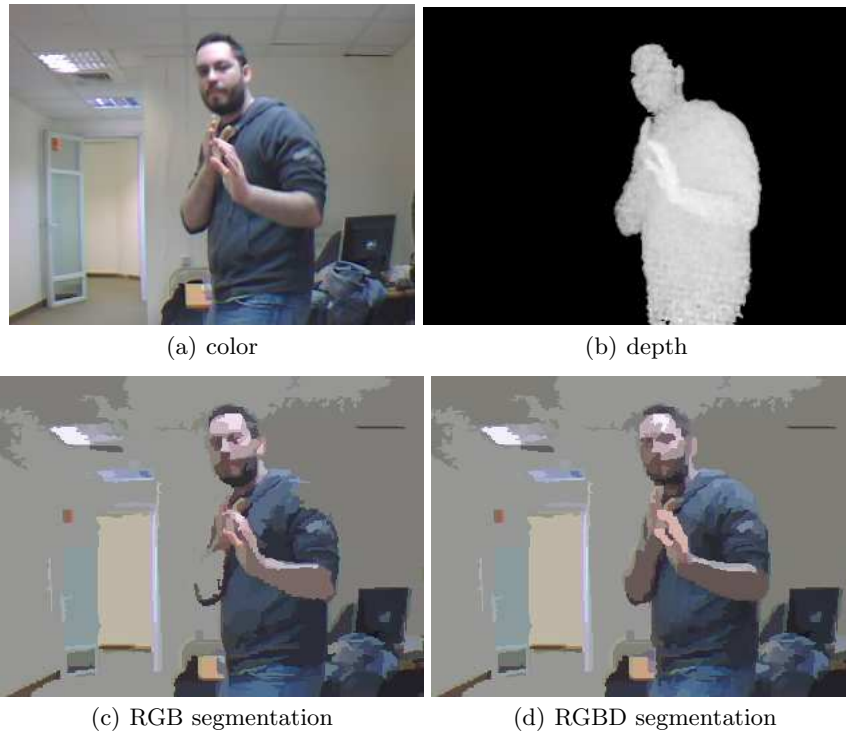 (a) color
(b) depth
(c) RGB segmentation
(d) RGBD segmentation